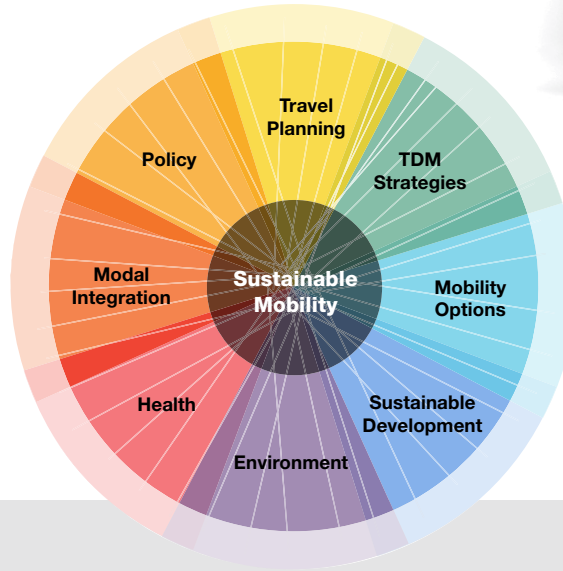 Travel
Planning
TDM
Strategies
Mobility
Options
Sustainable
Development
Environment
Health
Modal
Integration
Policy
Sustainable
Mobility